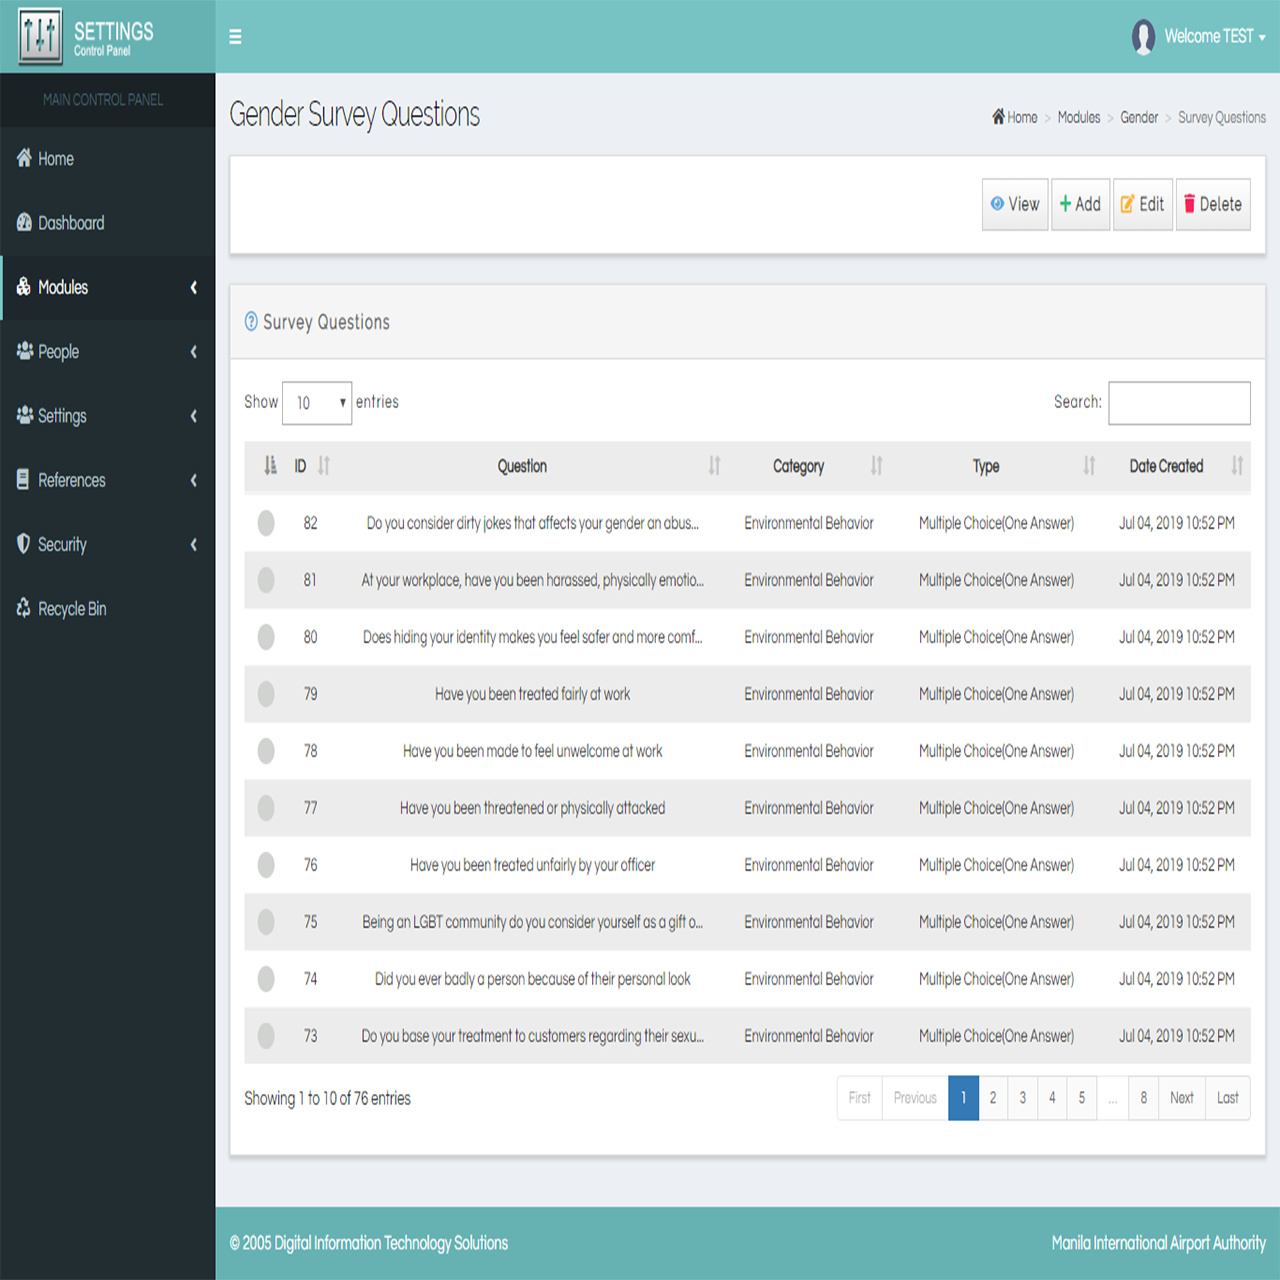 SETTINGS
Control Panel
Welcome TEST
MAIN CONTROL PANEL
Home
Dashboard
Modules
People
Settings
References
Security
Recycle Bin
Gender Survey Questions
Home > Modules > Gender > Survey Questions
View Add Edit Delete
Survey Questions
Show 10 entries Search:
ID Question Category Type Date Created
82 Do you consider dirty jokes that affects your gender an abus... Environmental Behavior Multiple Choice(One Answer) Jul 04, 2019 10:52 PM
81 At your workplace, have you been harassed, physically emotio... Environmental Behavior Multiple Choice(One Answer) Jul 04, 2019 10:52 PM
80 Does hiding your identity makes you feel safer and more comf... Environmental Behavior Multiple Choice(One Answer) Jul 04, 2019 10:52 PM
79 Have you been treated fairly at work Environmental Behavior Multiple Choice(One Answer) Jul 04, 2019 10:52 PM
78 Have you been made to feel unwelcome at work Environmental Behavior Multiple Choice(One Answer) Jul 04, 2019 10:52 PM
77 Have you been threatened or physically attacked Environmental Behavior Multiple Choice(One Answer) Jul 04, 2019 10:52 PM
76 Have you been treated unfairly by your officer Environmental Behavior Multiple Choice(One Answer) Jul 04, 2019 10:52 PM
75 Being an LGBT community do you consider yourself as a gift o... Environmental Behavior Multiple Choice(One Answer) Jul 04, 2019 10:52 PM
74 Did you ever badly a person because of their personal look Environmental Behavior Multiple Choice(One Answer) Jul 04, 2019 10:52 PM
73 Do you base your treatment to customers regarding their sexu... Environmental Behavior Multiple Choice(One Answer) Jul 04, 2019 10:52 PM
Showing 1 to 10 of 76 entries First Previous 1 2 3 4 5 ... 8 Next Last
© 2005 Digital Information Technology Solutions Manila International Airport Authority